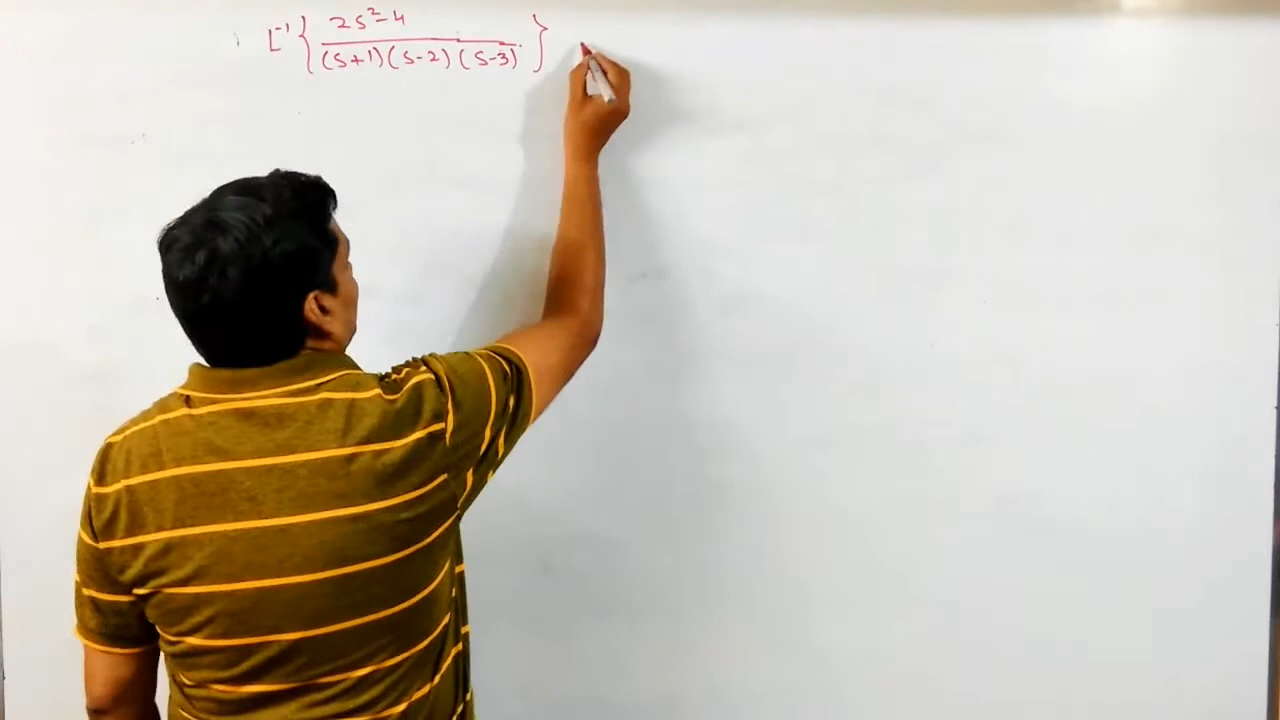 L⁻¹ { 2s²-4
(s+1)(s-2)(s-3) }